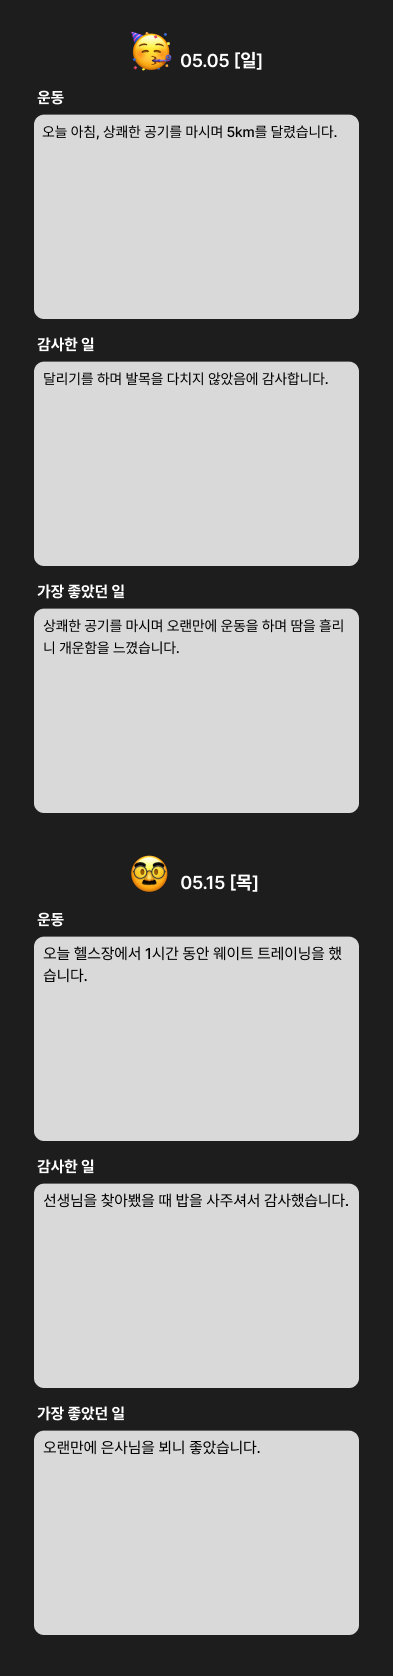 05.05 [일]
운동
오늘 아침, 상쾌한 공기를 마시며 5km를 달렸습니다.
감사한 일
달리기를 하며 발목을 다치지 않았음에 감사합니다.
가장 좋았던 일
상쾌한 공기를 마시며 오랜만에 운동을 하며 땀을 흘리
니 개운함을 느꼈습니다.
05.15 [목]
운동
오늘 헬스장에서 1시간 동안 웨이트 트레이닝을 했
습니다.
감사한 일
선생님을 찾아뵀을 때 밥을 사주셔서 감사했습니다.
가장 좋았던 일
오랜만에 은사님을 뵈니 좋았습니다.